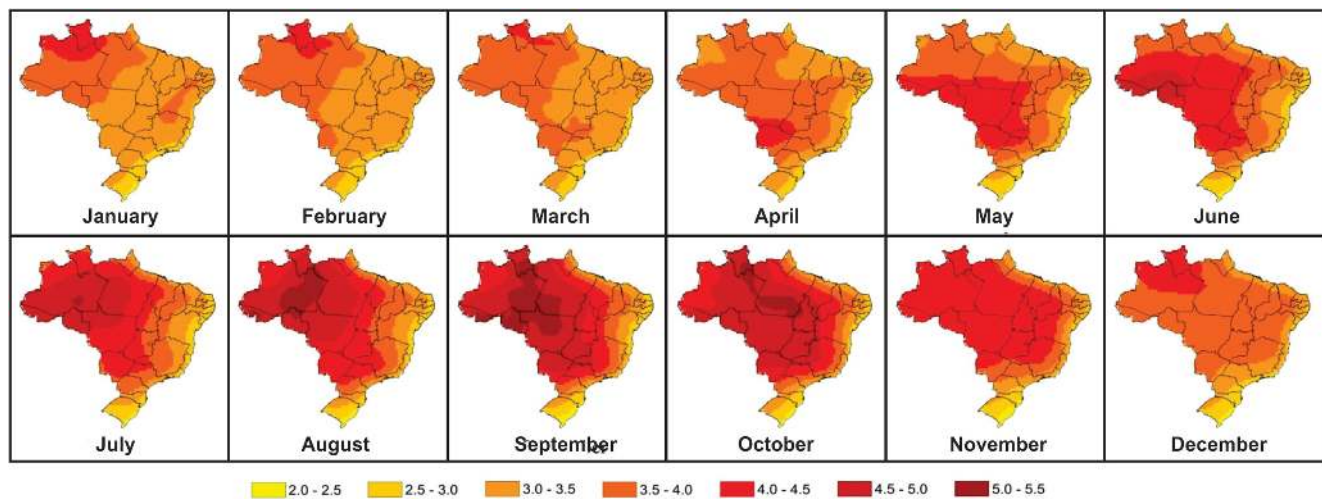 January
February
March
April
May
June
July
August
September
October
November
December
2.0 - 2.5
2.5 - 3.0
3.0 - 3.5
3.5 - 4.0
4.0 - 4.5
4.5 - 5.0
5.0 - 5.5